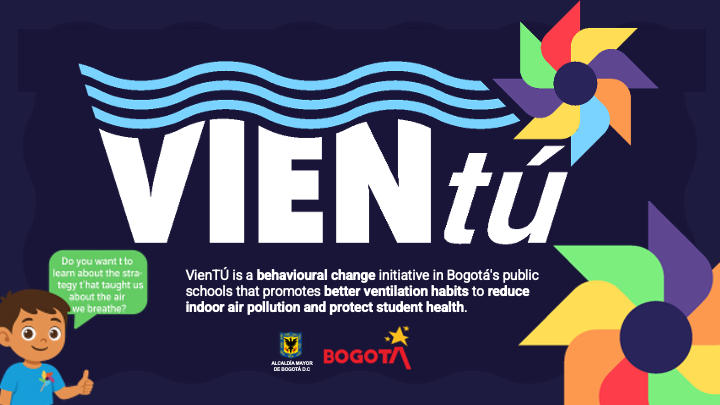 VIENtú
Do you want t to
learn about the stra-
tegy t'hat taught us
about the air
we breathe?
VienTÚ is a behavioural change initiative in Bogotá's public
schools that promotes better ventilation habits to reduce
indoor air pollution and protect student health.
ALCALDÍA MAYOR
DE BOGOTÁ D.C
BOGOTÁ